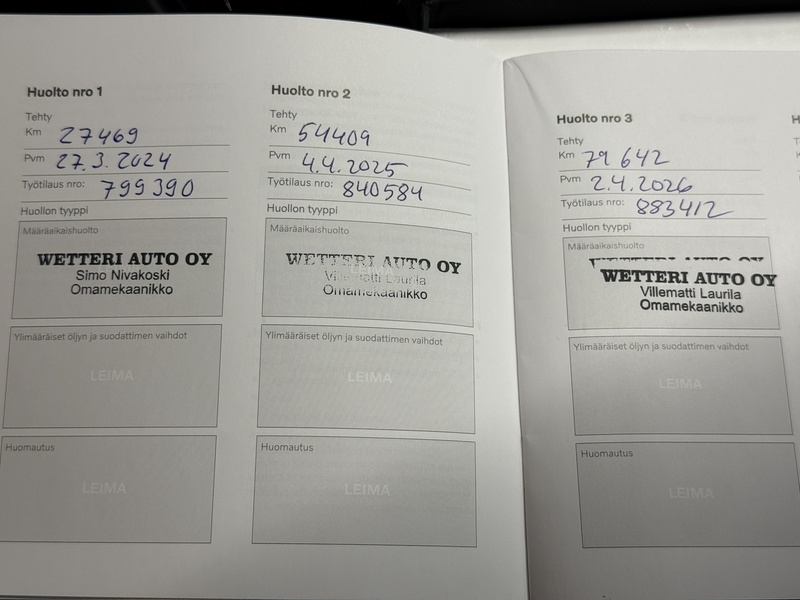 Huolto nro 1
Tehty
Km 27469
Pvm 27.3.2024
Työtilaus nro: 799390
Huollon tyyppi
Määräaikaishuolto
WETTERI AUTO OY
Simo Nivakoski
Omamekaanikko
Ylimääräiset öljyn ja suodattimen vaihdot
LEIMA
Huomautus
LEIMA
Huolto nro 2
Tehty
Km 54409
Pvm 4.4.2025
Työtilaus nro: 840584
Huollon tyyppi
Määräaikaishuolto
WETTERI AUTO OY
Villematti Laurila
Omamekaanikko
Ylimääräiset öljyn ja suodattimen vaihdot
LEIMA
Huomautus
LEIMA
Huolto nro 3
Tehty
Km 79 642
Pvm 2.4.2026
Työtilaus nro: 883412
Huollon tyyppi
Määräaikaishuolto
WETTERI AUTO OY
Villematti Laurila
Omamekaanikko
Ylimääräiset öljyn ja suodattimen vaihdot
LEIMA
Huomautus
LEIMA